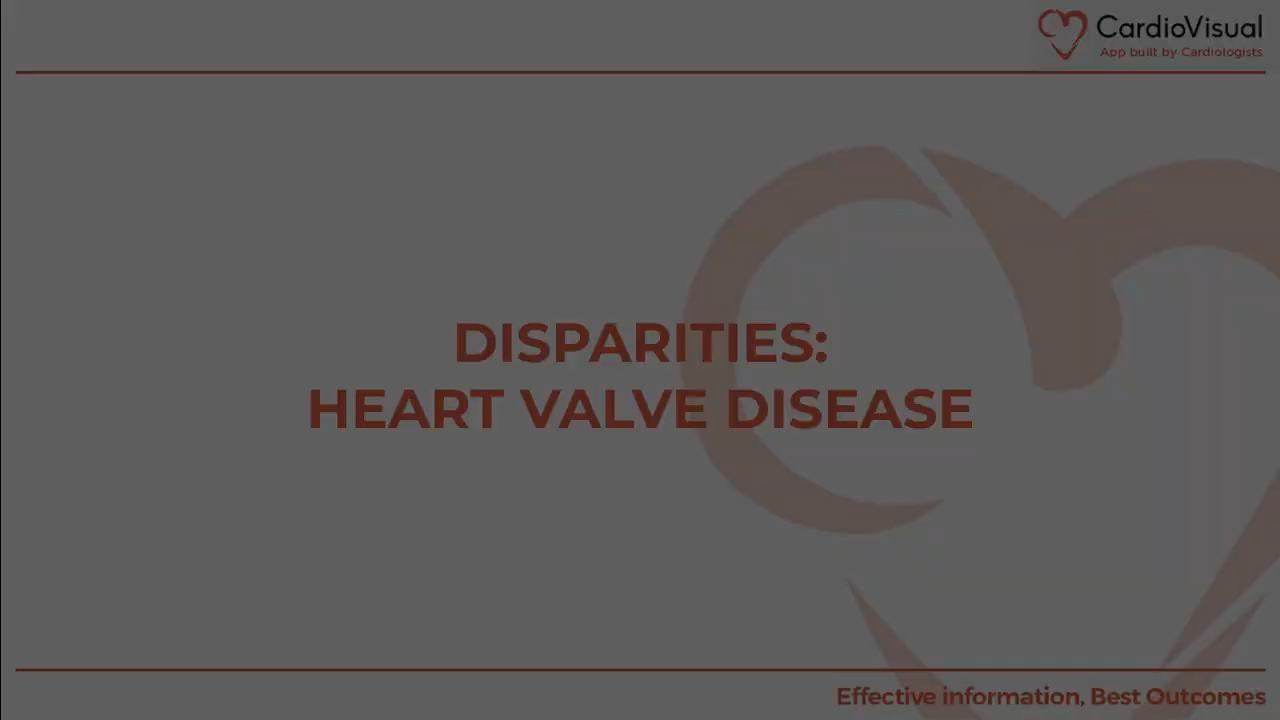 CardioVisual
App built by Cardiologists
DISPARITIES:
HEART VALVE DISEASE
Effective information, Best Outcomes